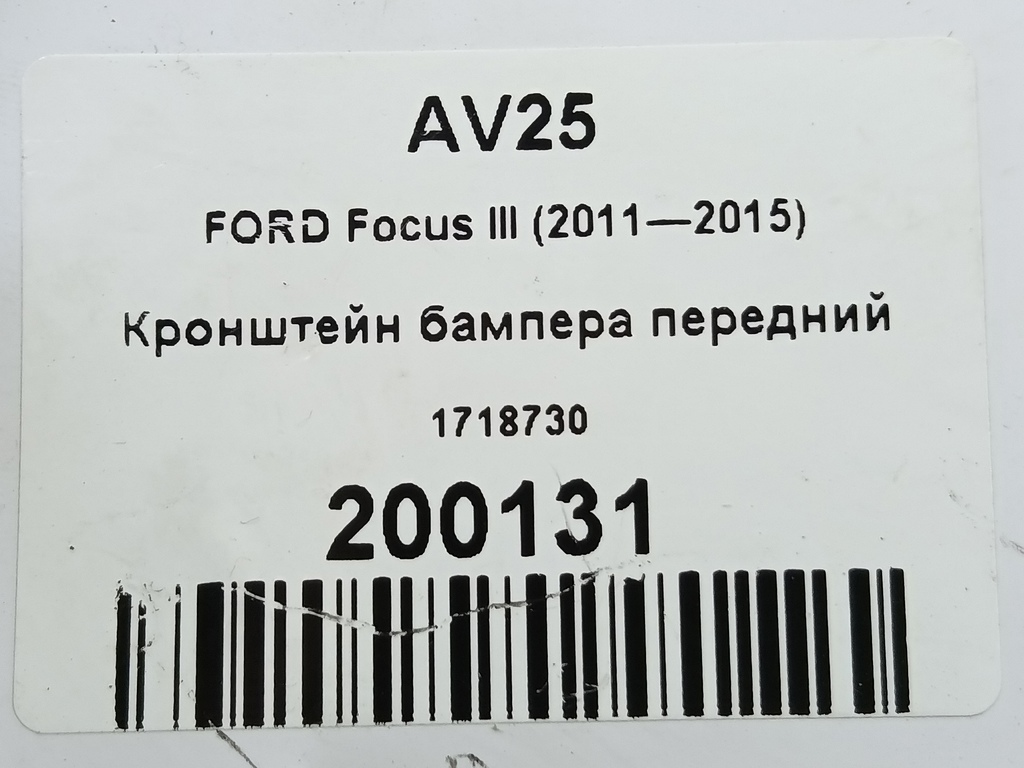 AV25
FORD Focus III (2011—2015)
Кронштейн бампера передний
1718730
200131